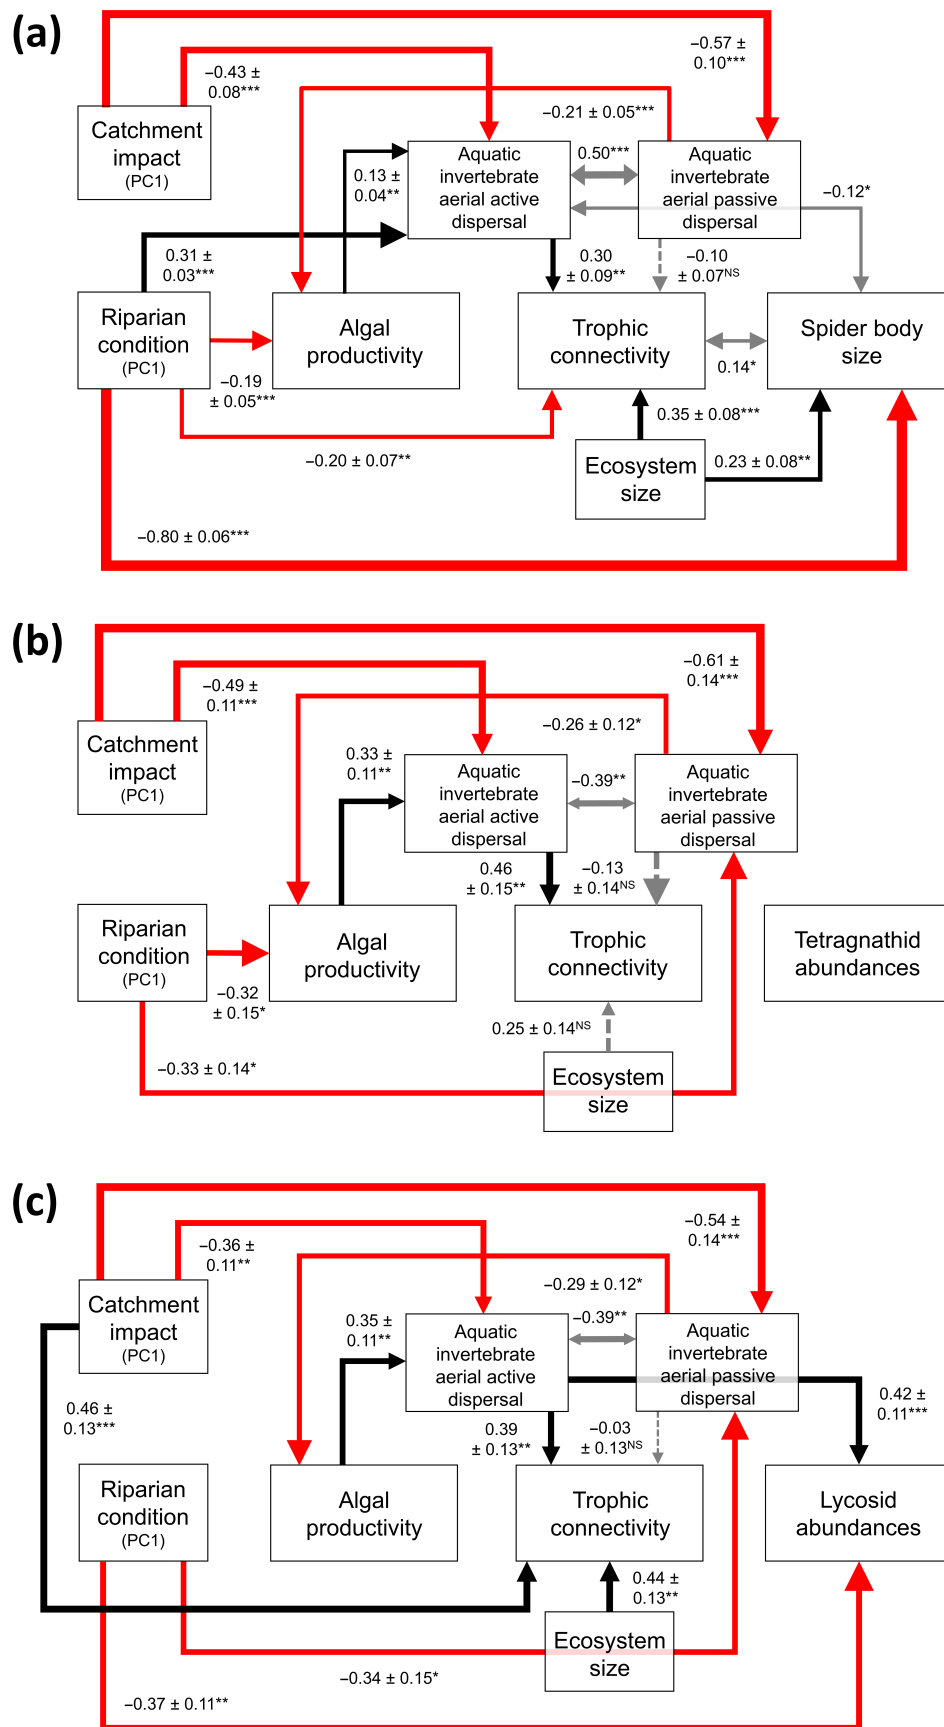 (a)
−0.57 ±
0.10***
−0.43 ±
0.08***
−0.21 ± 0.05***
Catchment
impact
(PC1)
0.13 ±
0.04**
Aquatic
invertebrate
aerial active
dispersal
0.50***
Aquatic
invertebrate
aerial passive
dispersal
−0.12*
0.31 ±
0.03***
0.30
± 0.09**
−0.10
± 0.07NS
Riparian
condition
(PC1)
Algal
productivity
Trophic
connectivity
Spider body
size
0.14*
−0.19
± 0.05***
0.35 ± 0.08***
−0.20 ± 0.07**
Ecosystem
size
0.23 ± 0.08**
−0.80 ± 0.06***
(b)
−0.61 ±
0.14***
−0.49 ±
0.11***
−0.26 ± 0.12*
Catchment
impact
(PC1)
0.33 ±
0.11**
Aquatic
invertebrate
aerial active
dispersal
−0.39**
Aquatic
invertebrate
aerial passive
dispersal
0.46
± 0.15**
−0.13
± 0.14NS
Riparian
condition
(PC1)
Algal
productivity
Trophic
connectivity
Tetragnathid
abundances
−0.32
± 0.15*
0.25 ± 0.14NS
−0.33 ± 0.14*
Ecosystem
size
(c)
−0.54 ±
0.14***
−0.36 ±
0.11**
−0.29 ± 0.12*
Catchment
impact
(PC1)
0.35 ±
0.11**
Aquatic
invertebrate
aerial active
dispersal
−0.39**
Aquatic
invertebrate
aerial passive
dispersal
0.46 ±
0.13***
0.42 ±
0.11***
0.39
± 0.13**
−0.03
± 0.13NS
Riparian
condition
(PC1)
Algal
productivity
Trophic
connectivity
Lycosid
abundances
0.44 ±
0.13**
Ecosystem
size
−0.34 ± 0.15*
−0.37 ± 0.11**